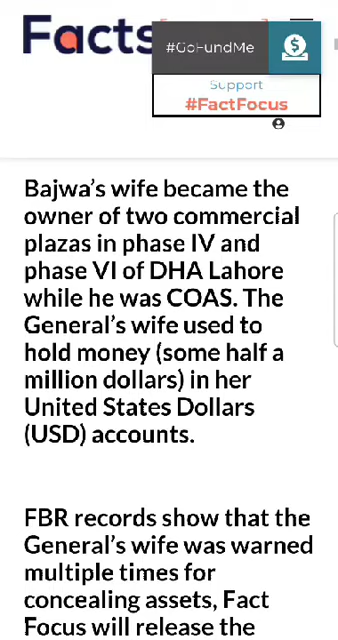 Facts
#GoFundMe
Support
#FactFocus
Bajwa’s wife became the
owner of two commercial
plazas in phase IV and
phase VI of DHA Lahore
while he was COAS. The
General’s wife used to
hold money (some half a
million dollars) in her
United States Dollars
(USD) accounts.
FBR records show that the
General’s wife was warned
multiple times for
concealing assets, Fact
Focus will release the